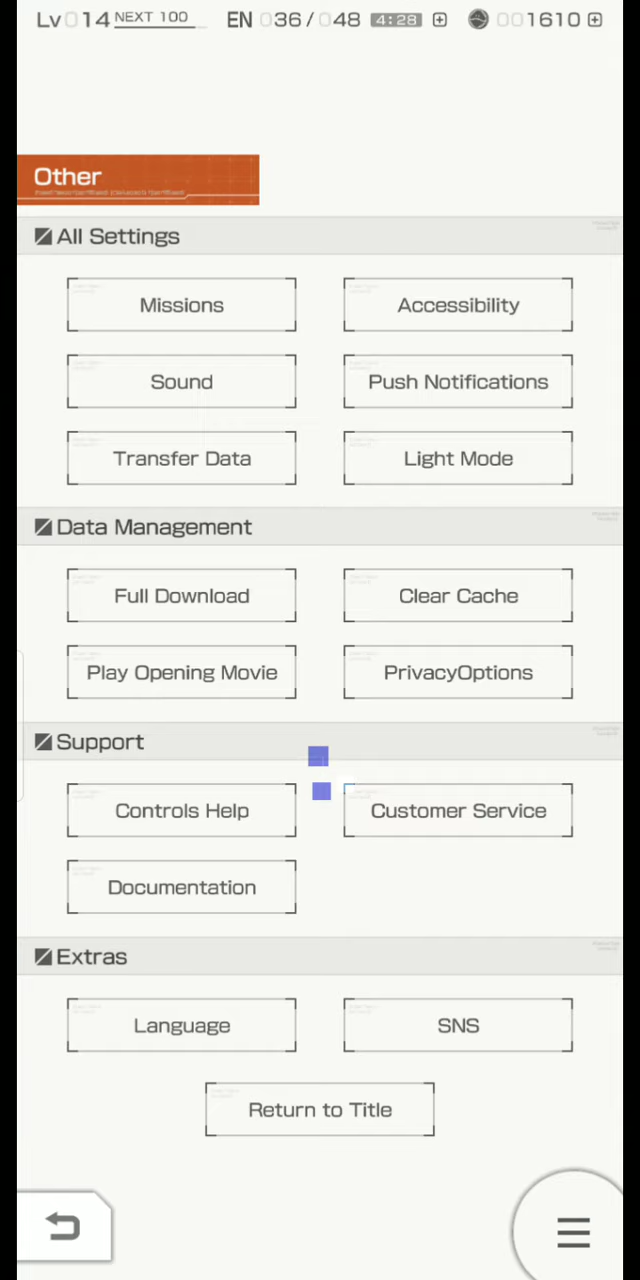 Lv 014 NEXT 100 EN 036/048 4:28 001610
Other
All Settings
Missions Accessibility
Sound Push Notifications
Transfer Data Light Mode
Data Management
Full Download Clear Cache
Play Opening Movie PrivacyOptions
Support
Controls Help Customer Service
Documentation
Extras
Language SNS
Return to Title